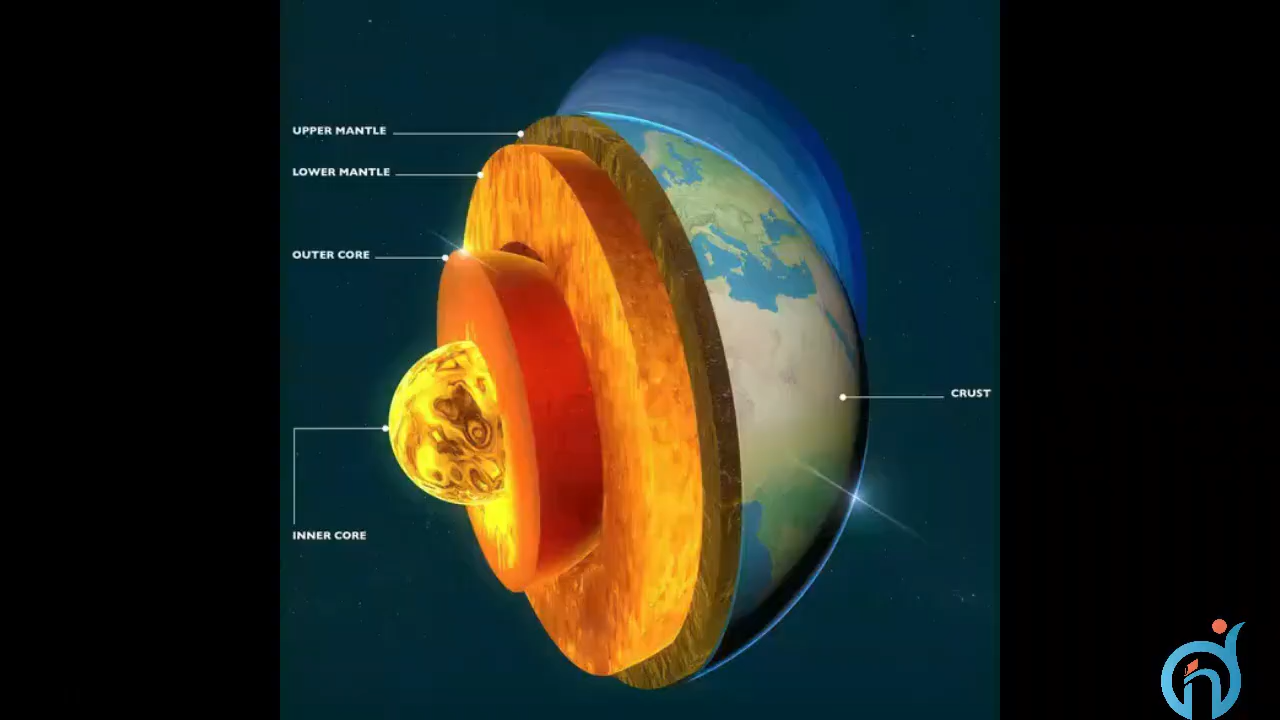 UPPER MANTLE
LOWER MANTLE
OUTER CORE
CRUST
INNER CORE